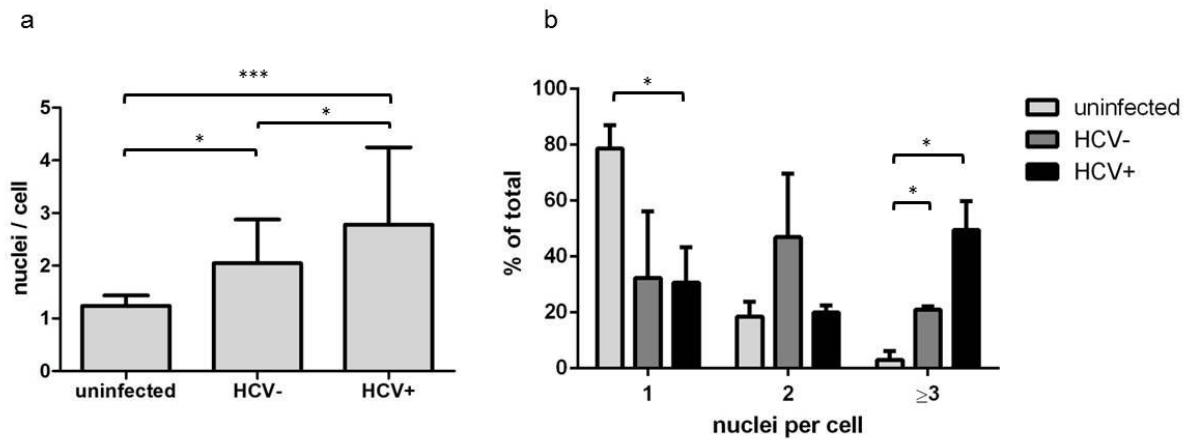 a
b
***
*
*
5
4
3
2
1
0
nuclei / cell
uninfected
HCV-
HCV+
*
*
*
100
80
60
40
20
0
% of total
1
2
≥3
nuclei per cell
uninfected
HCV-
HCV+